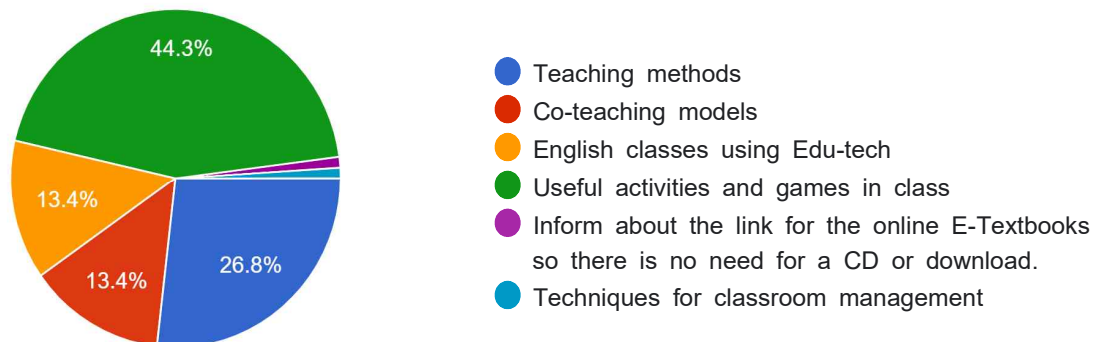 44.3%
13.4%
13.4%
26.8%
Teaching methods
Co-teaching models
English classes using Edu-tech
Useful activities and games in class
Inform about the link for the online E-Textbooks
so there is no need for a CD or download.
Techniques for classroom management